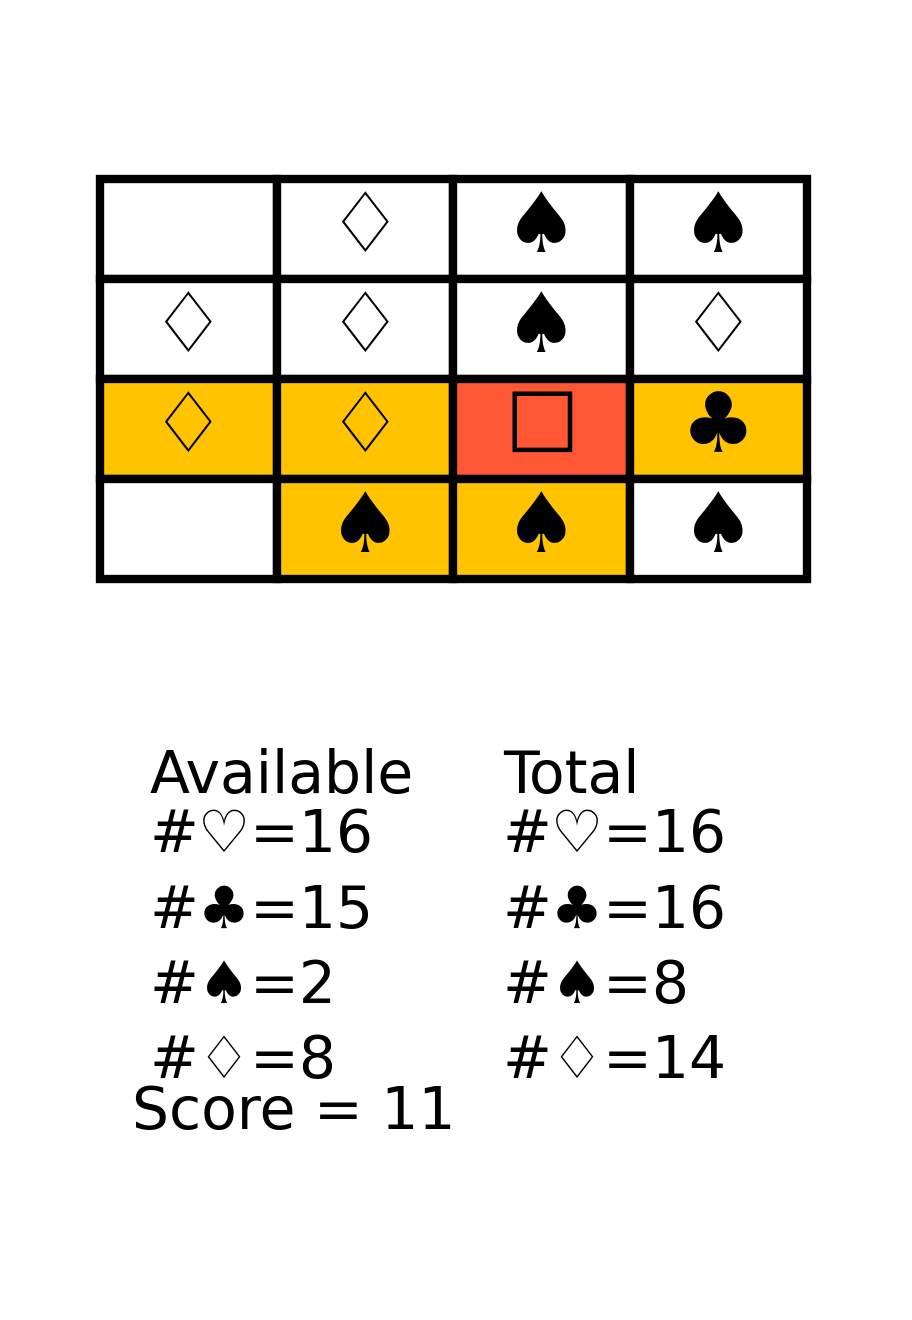 ♢ ♠ ♠
♢ ♢ ♠ ♢
♢ ♢ □ ♣
♠ ♠ ♠
Available Total
#♡=16 #♡=16
#♣=15 #♣=16
#♠=2 #♠=8
#♢=8 #♢=14
Score = 11